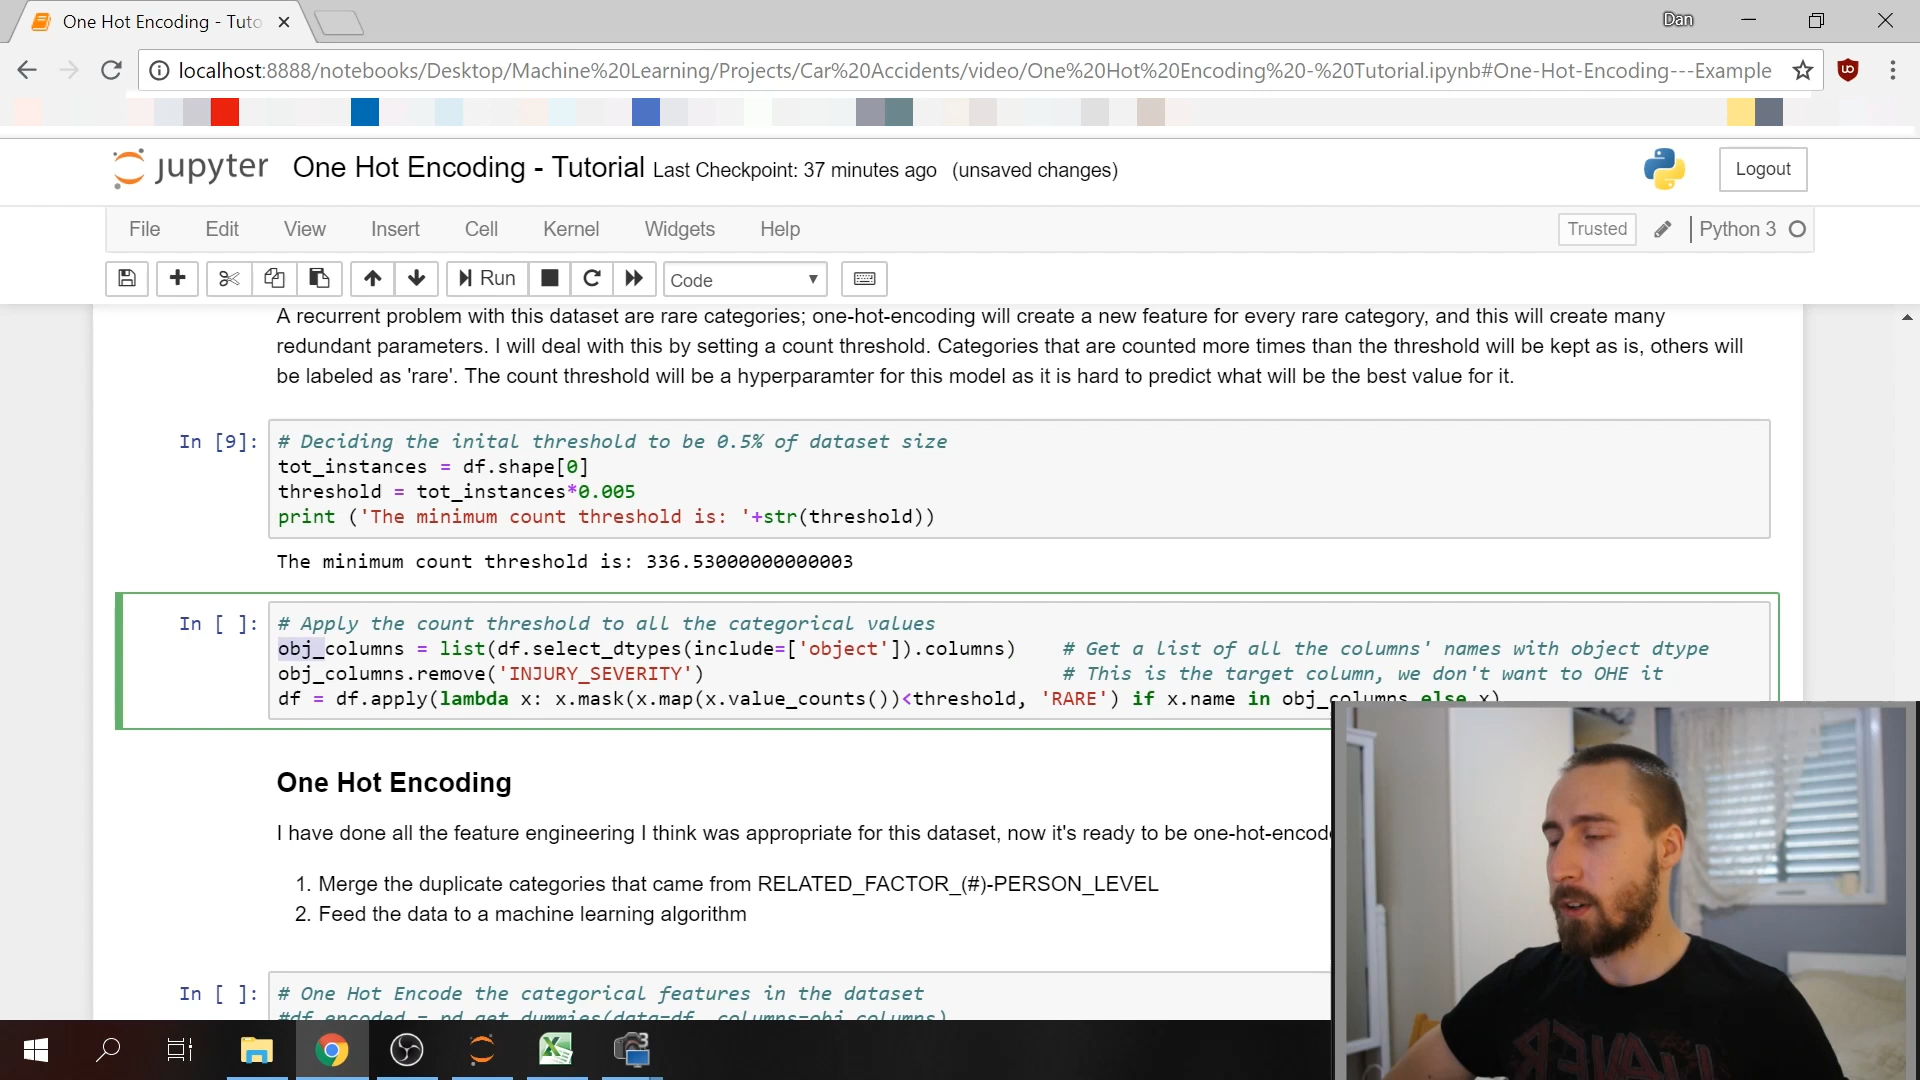 One Hot Encoding - Tuto
Dan
localhost:8888/notebooks/Desktop/Machine%20Learning/Projects/Car%20Accidents/video/One%20Hot%20Encoding%20-%20Tutorial.ipynb#One-Hot-Encoding---Example
jupyter One Hot Encoding - Tutorial Last Checkpoint: 37 minutes ago (unsaved changes)
Logout
File Edit View Insert Cell Kernel Widgets Help Trusted Python 3
Run Code
A recurrent problem with this dataset are rare categories; one-hot-encoding will create a new feature for every rare category, and this will create many
redundant parameters. I will deal with this by setting a count threshold. Categories that are counted more times than the threshold will be kept as is, others will
be labeled as 'rare'. The count threshold will be a hyperparamter for this model as it is hard to predict what will be the best value for it.
In [9]: # Deciding the inital threshold to be 0.5% of dataset size
tot_instances = df.shape[0]
threshold = tot_instances*0.005
print ('The minimum count threshold is: '+str(threshold))
The minimum count threshold is: 336.53000000000003
In [ ]: # Apply the count threshold to all the categorical values
obj_columns = list(df.select_dtypes(include=['object']).columns) # Get a list of all the columns' names with object dtype
obj_columns.remove('INJURY_SEVERITY') # This is the target column, we don't want to OHE it
df = df.apply(lambda x: x.mask(x.map(x.value_counts())<threshold, 'RARE') if x.name in obj_columns else x)
One Hot Encoding
I have done all the feature engineering I think was appropriate for this dataset, now it's ready to be one-hot-encode
1. Merge the duplicate categories that came from RELATED_FACTOR_(#)-PERSON_LEVEL
2. Feed the data to a machine learning algorithm
In [ ]: # One Hot Encode the categorical features in the dataset
#df_encoded = pd.get_dummies(data=df, columns=obj_columns)